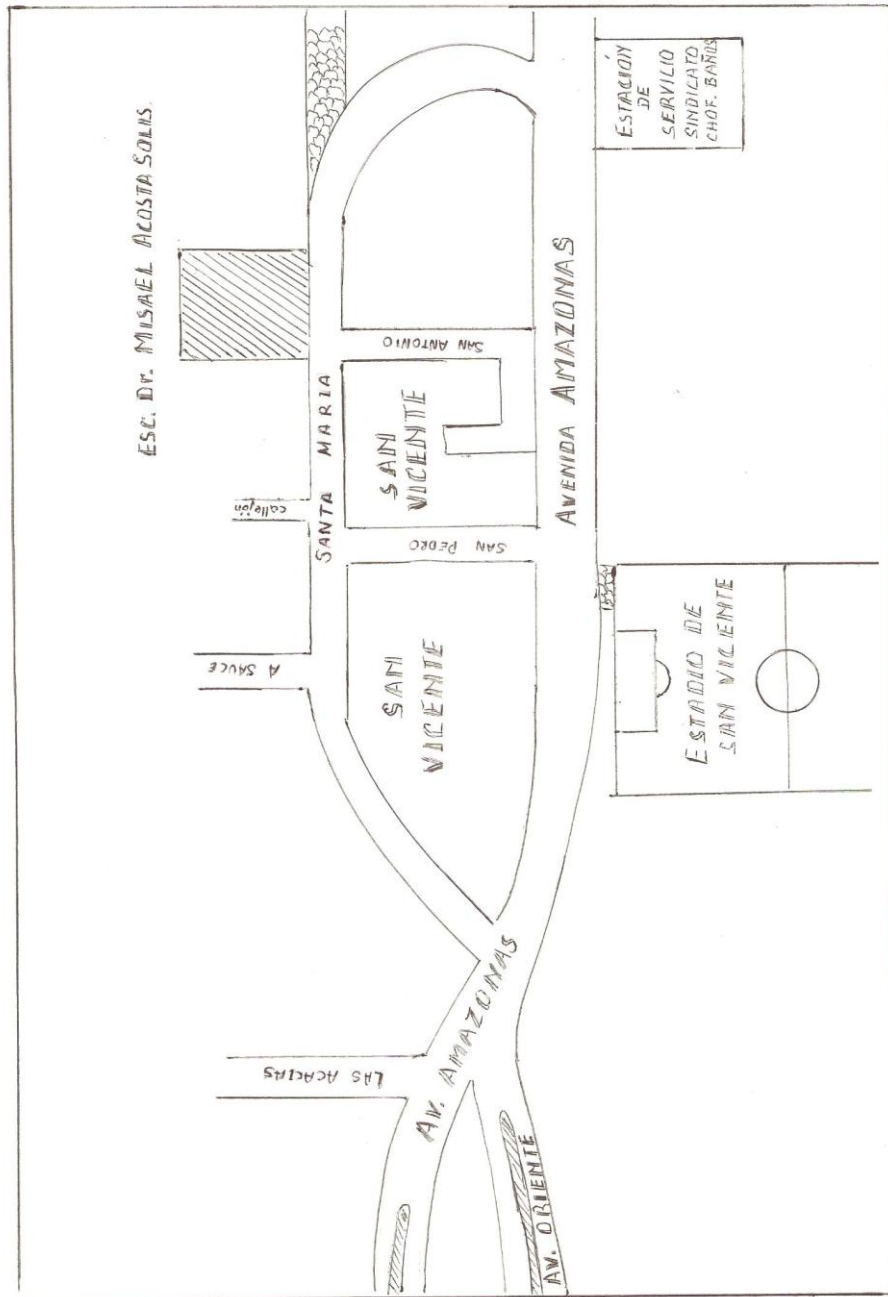 ESC. Dr. MISAEL ACOSTA SOLIS.
callejón
A SAUCE
LAS ACACIAS
SANTA MARIA
SAN ANTONIO
SAN PEDRO
SAN
VICENTE
SAN
VICENTE
AVENIDA AMAZONAS
AV. AMAZONAS
AV. ORIENTE
ESTACIÓN
DE
SERVICIO
SINDICATO
CHOF. BAÑOS
ESTADIO DE
SAN VICENTE